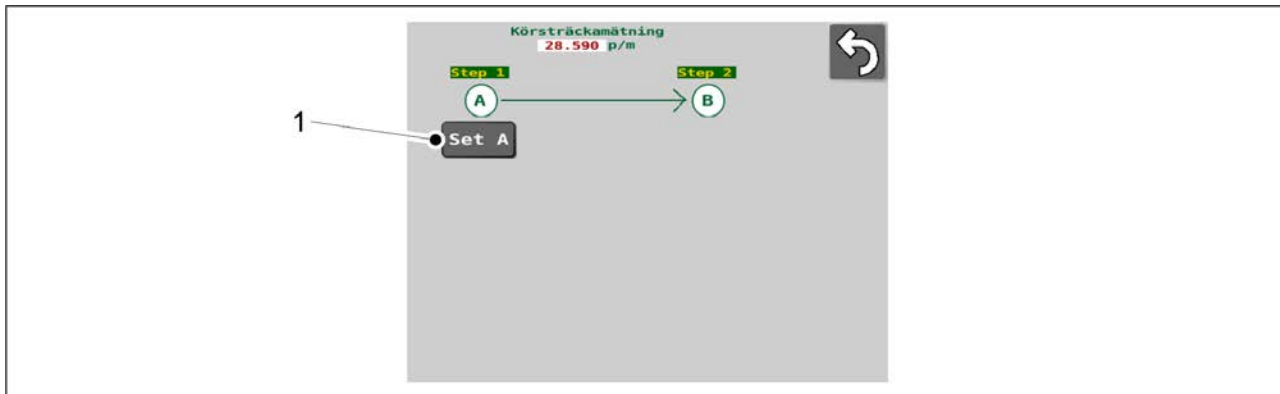 Körsträckamätning
28.590 p/m
Step 1 Step 2
A B
1
Set A